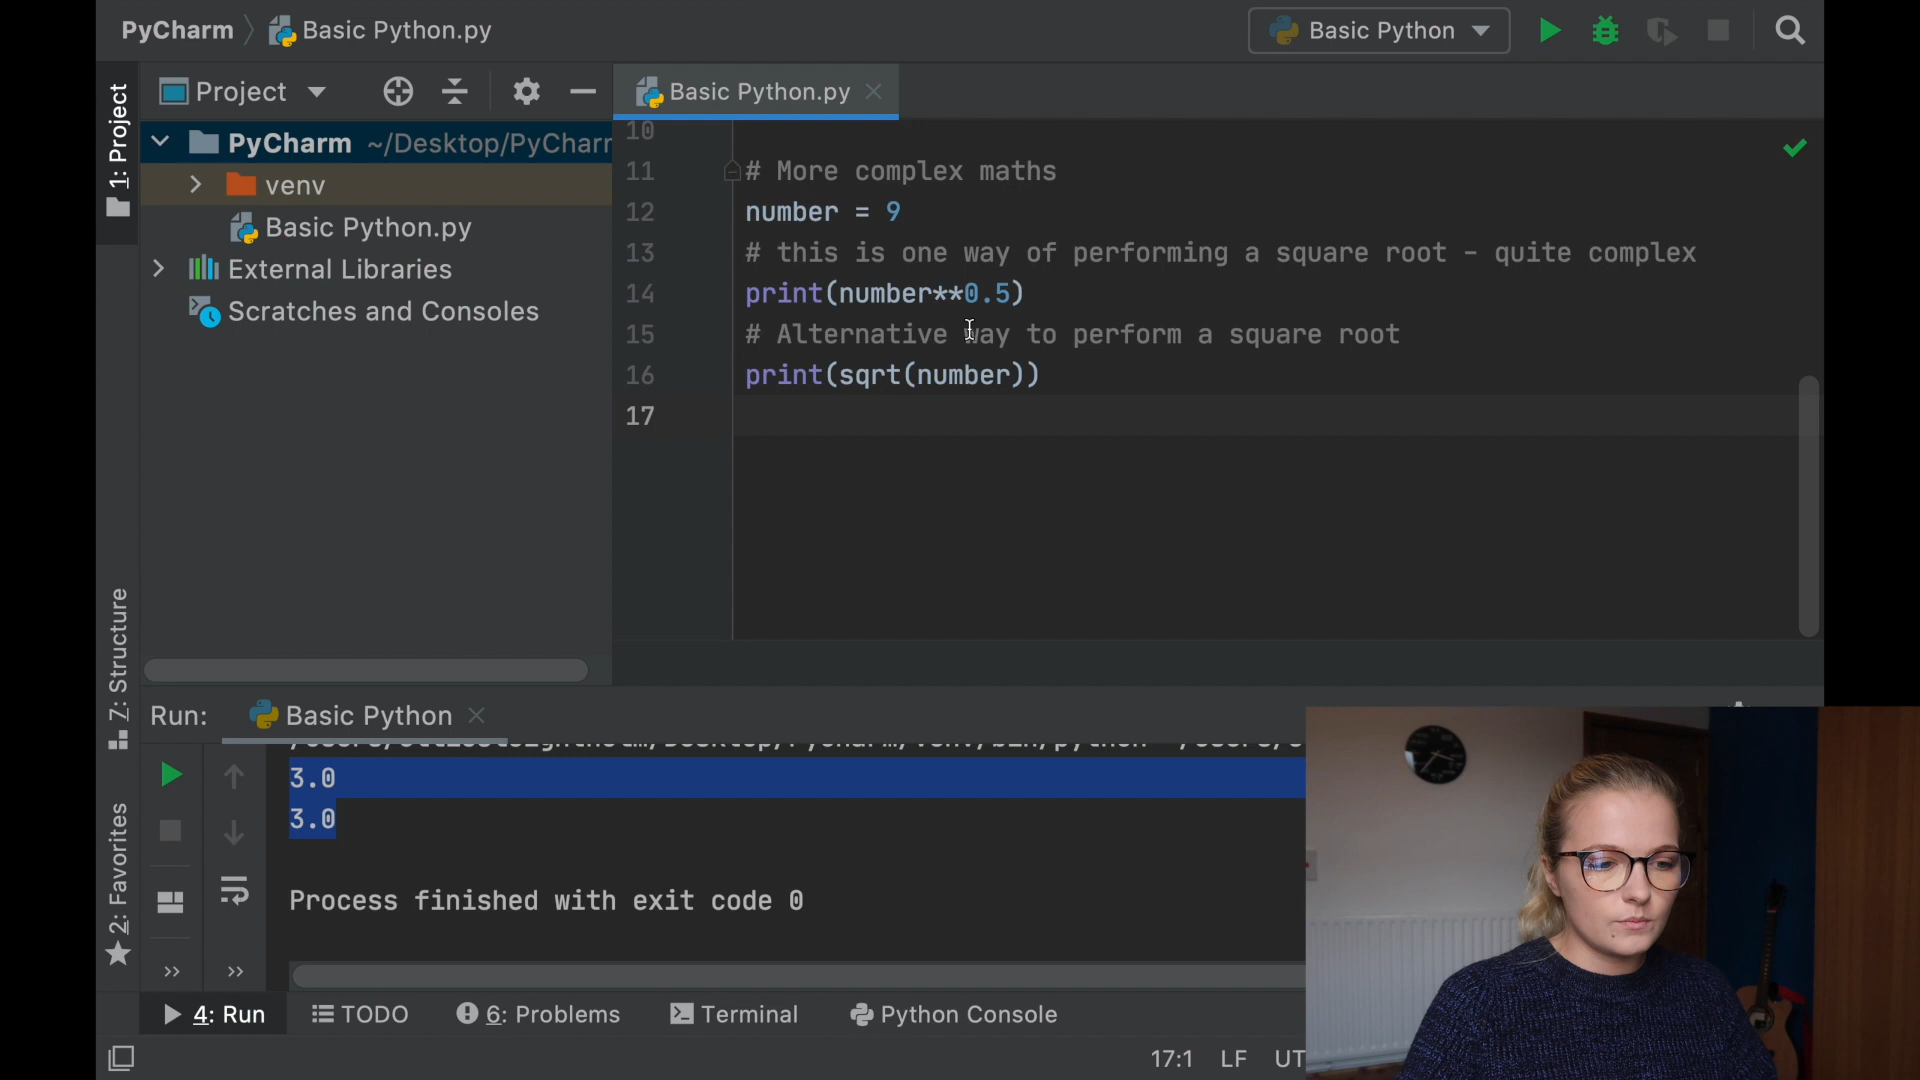 PyCharm Basic Python.py
Basic Python
1: Project
Project
Basic Python.py
PyCharm ~/Desktop/PyCharm
venv
Basic Python.py
External Libraries
Scratches and Consoles
10
11 # More complex maths
12 number = 9
13 # this is one way of performing a square root - quite complex
14 print(number**0.5)
15 # Alternative way to perform a square root
16 print(sqrt(number))
17
Z: Structure
2: Favorites
Run: Basic Python
3.0
3.0
Process finished with exit code 0
4: Run TODO 6: Problems Terminal Python Console
17:1 LF UT